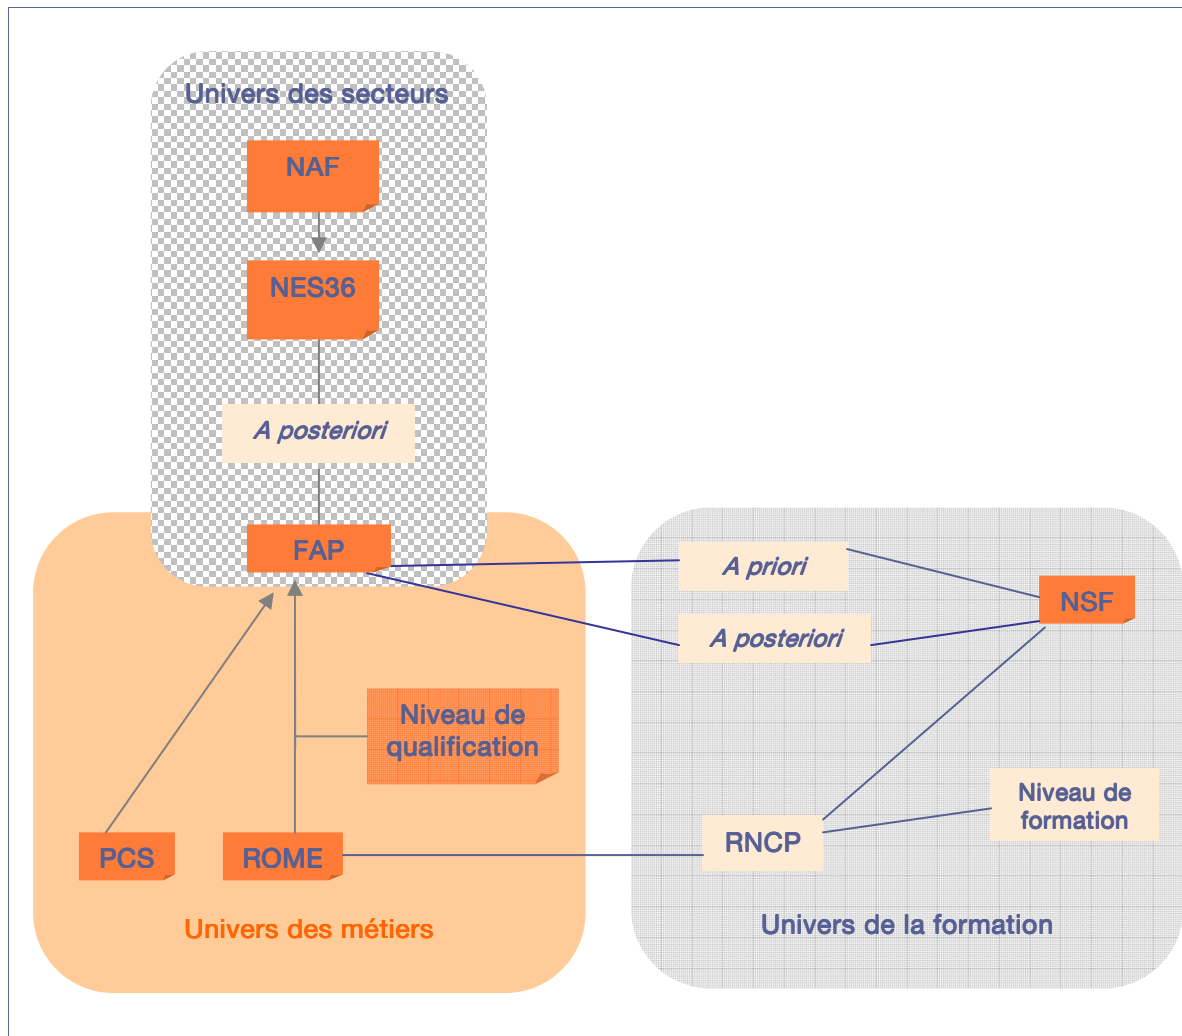 Univers des secteurs
NAF
NES36
A posteriori
FAP
A priori
NSF
A posteriori
Niveau de
qualification
Niveau de
formation
PCS
ROME
RNCP
Univers des métiers
Univers de la formation